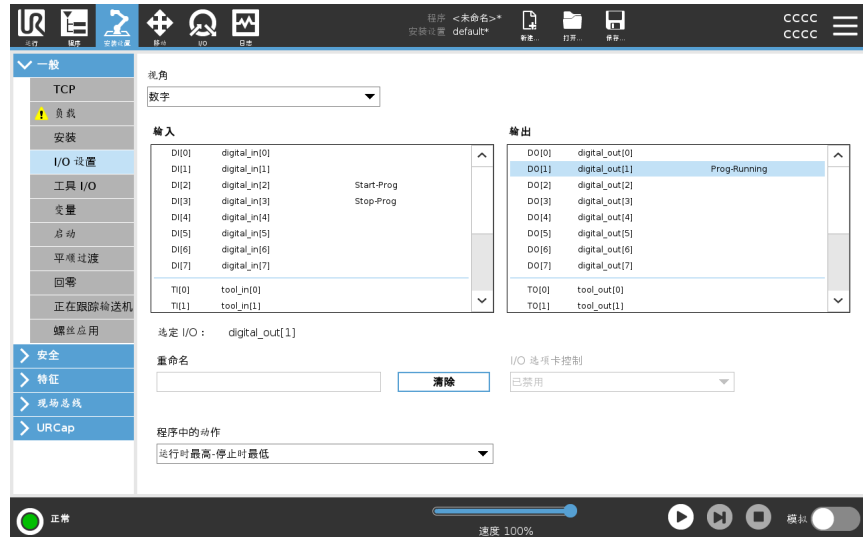 UR
运行
程序
安装设置
移动
I/O
日志
程序 <未命名>*
安装设置 default*
新建...
打开...
保存...
CCCC
CCCC
一般
TCP
负载
安装
I/O 设置
工具 I/O
变量
启动
平顺过渡
回零
正在跟踪输送机
螺丝应用
安全
特征
现场总线
URCap
视角
数字
输入
DI[0] digital_in[0]
DI[1] digital_in[1]
DI[2] digital_in[2] Start-Prog
DI[3] digital_in[3] Stop-Prog
DI[4] digital_in[4]
DI[5] digital_in[5]
DI[6] digital_in[6]
DI[7] digital_in[7]
TI[0] tool_in[0]
TI[1] tool_in[1]
输出
DO[0] digital_out[0]
DO[1] digital_out[1] Prog-Running
DO[2] digital_out[2]
DO[3] digital_out[3]
DO[4] digital_out[4]
DO[5] digital_out[5]
DO[6] digital_out[6]
DO[7] digital_out[7]
TO[0] tool_out[0]
TO[1] tool_out[1]
选定 I/O： digital_out[1]
重命名
清除
I/O 选项卡控制
已禁用
程序中的动作
运行时最高-停止时最低
正常
速度 100%
模拟